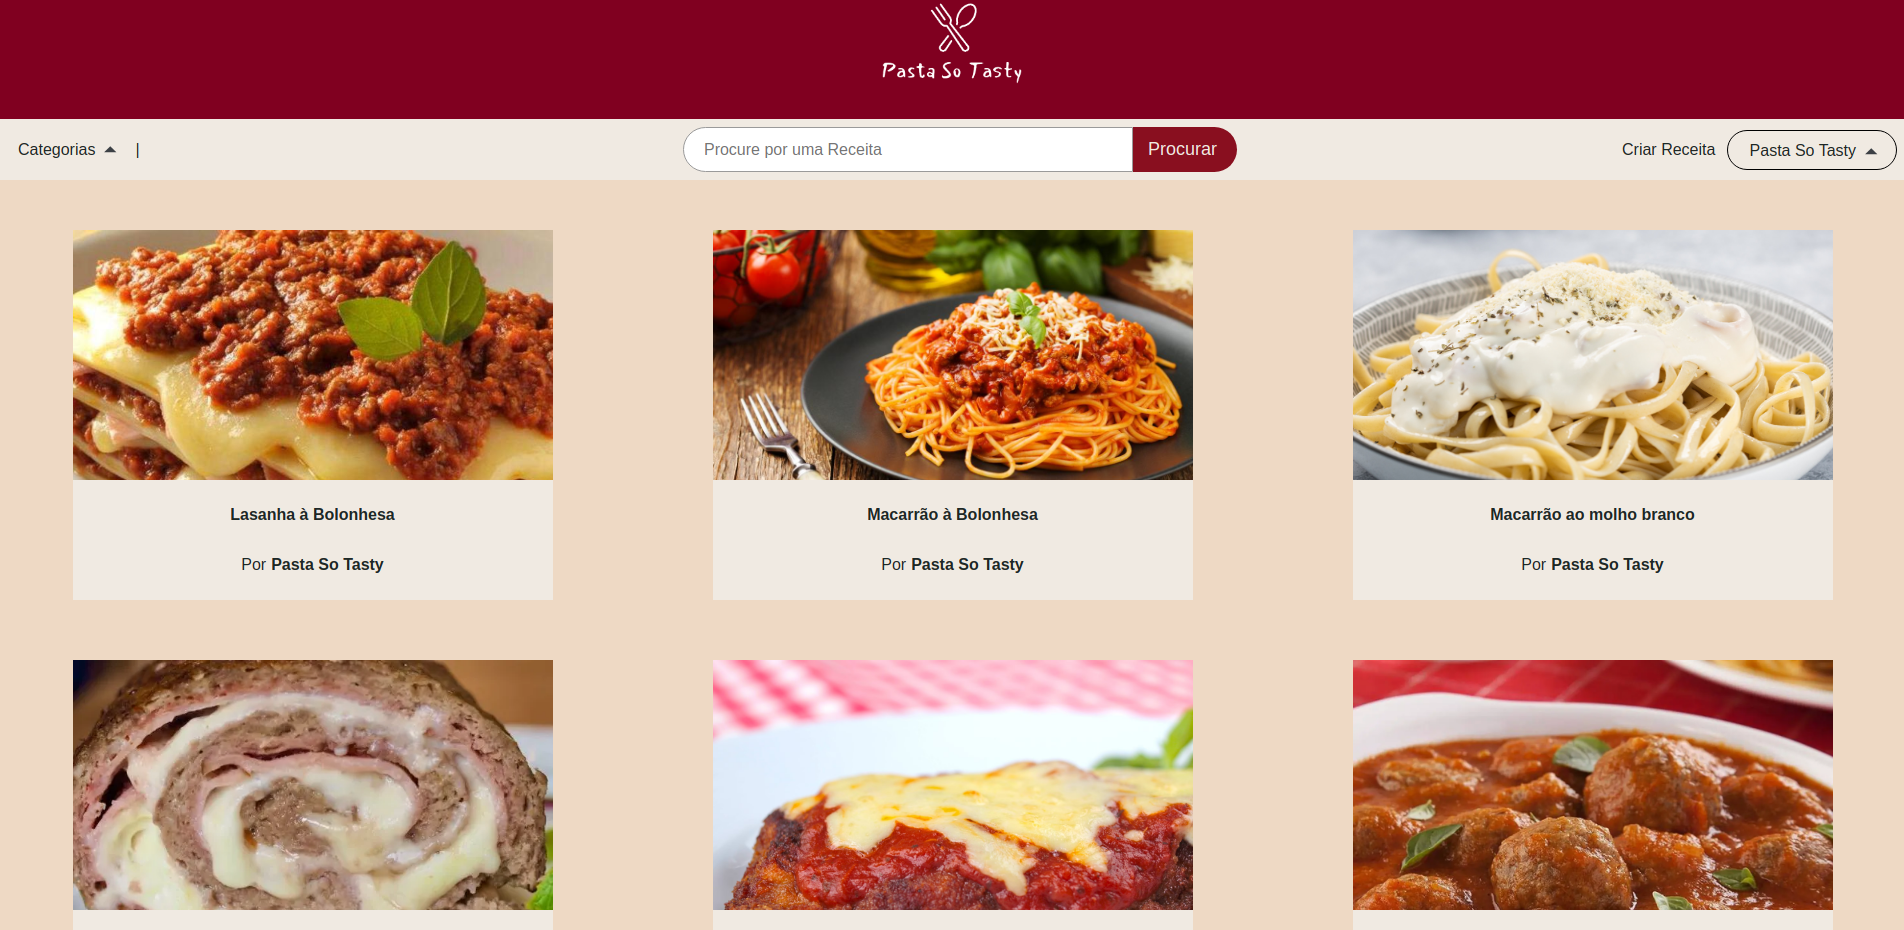 Pasta So Tasty
Categorias |
Procure por uma Receita
Procurar
Criar Receita
Pasta So Tasty
Lasanha à Bolonhesa
Por Pasta So Tasty
Macarrão à Bolonhesa
Por Pasta So Tasty
Macarrão ao molho branco
Por Pasta So Tasty